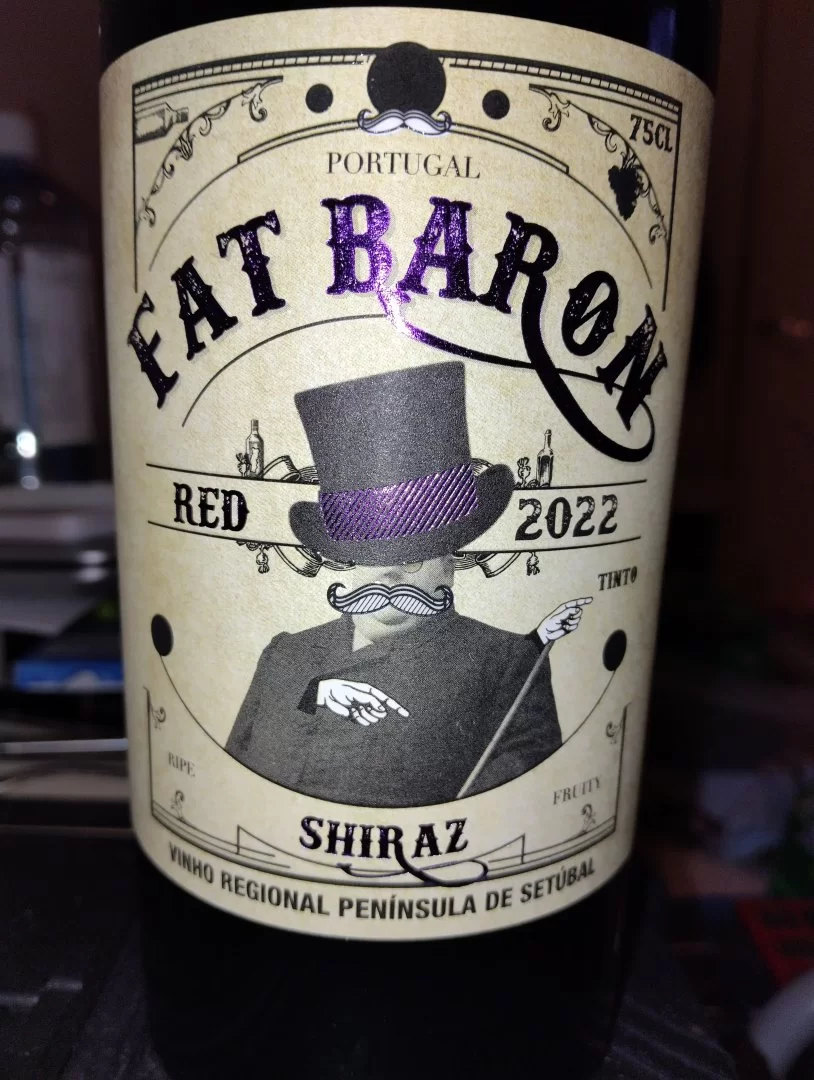 75CL
PORTUGAL
FAT BARON
RED
2022
TINTO
RIPE
FRUITY
SHIRAZ
VINHO REGIONAL PENÍNSULA DE SETÚBAL